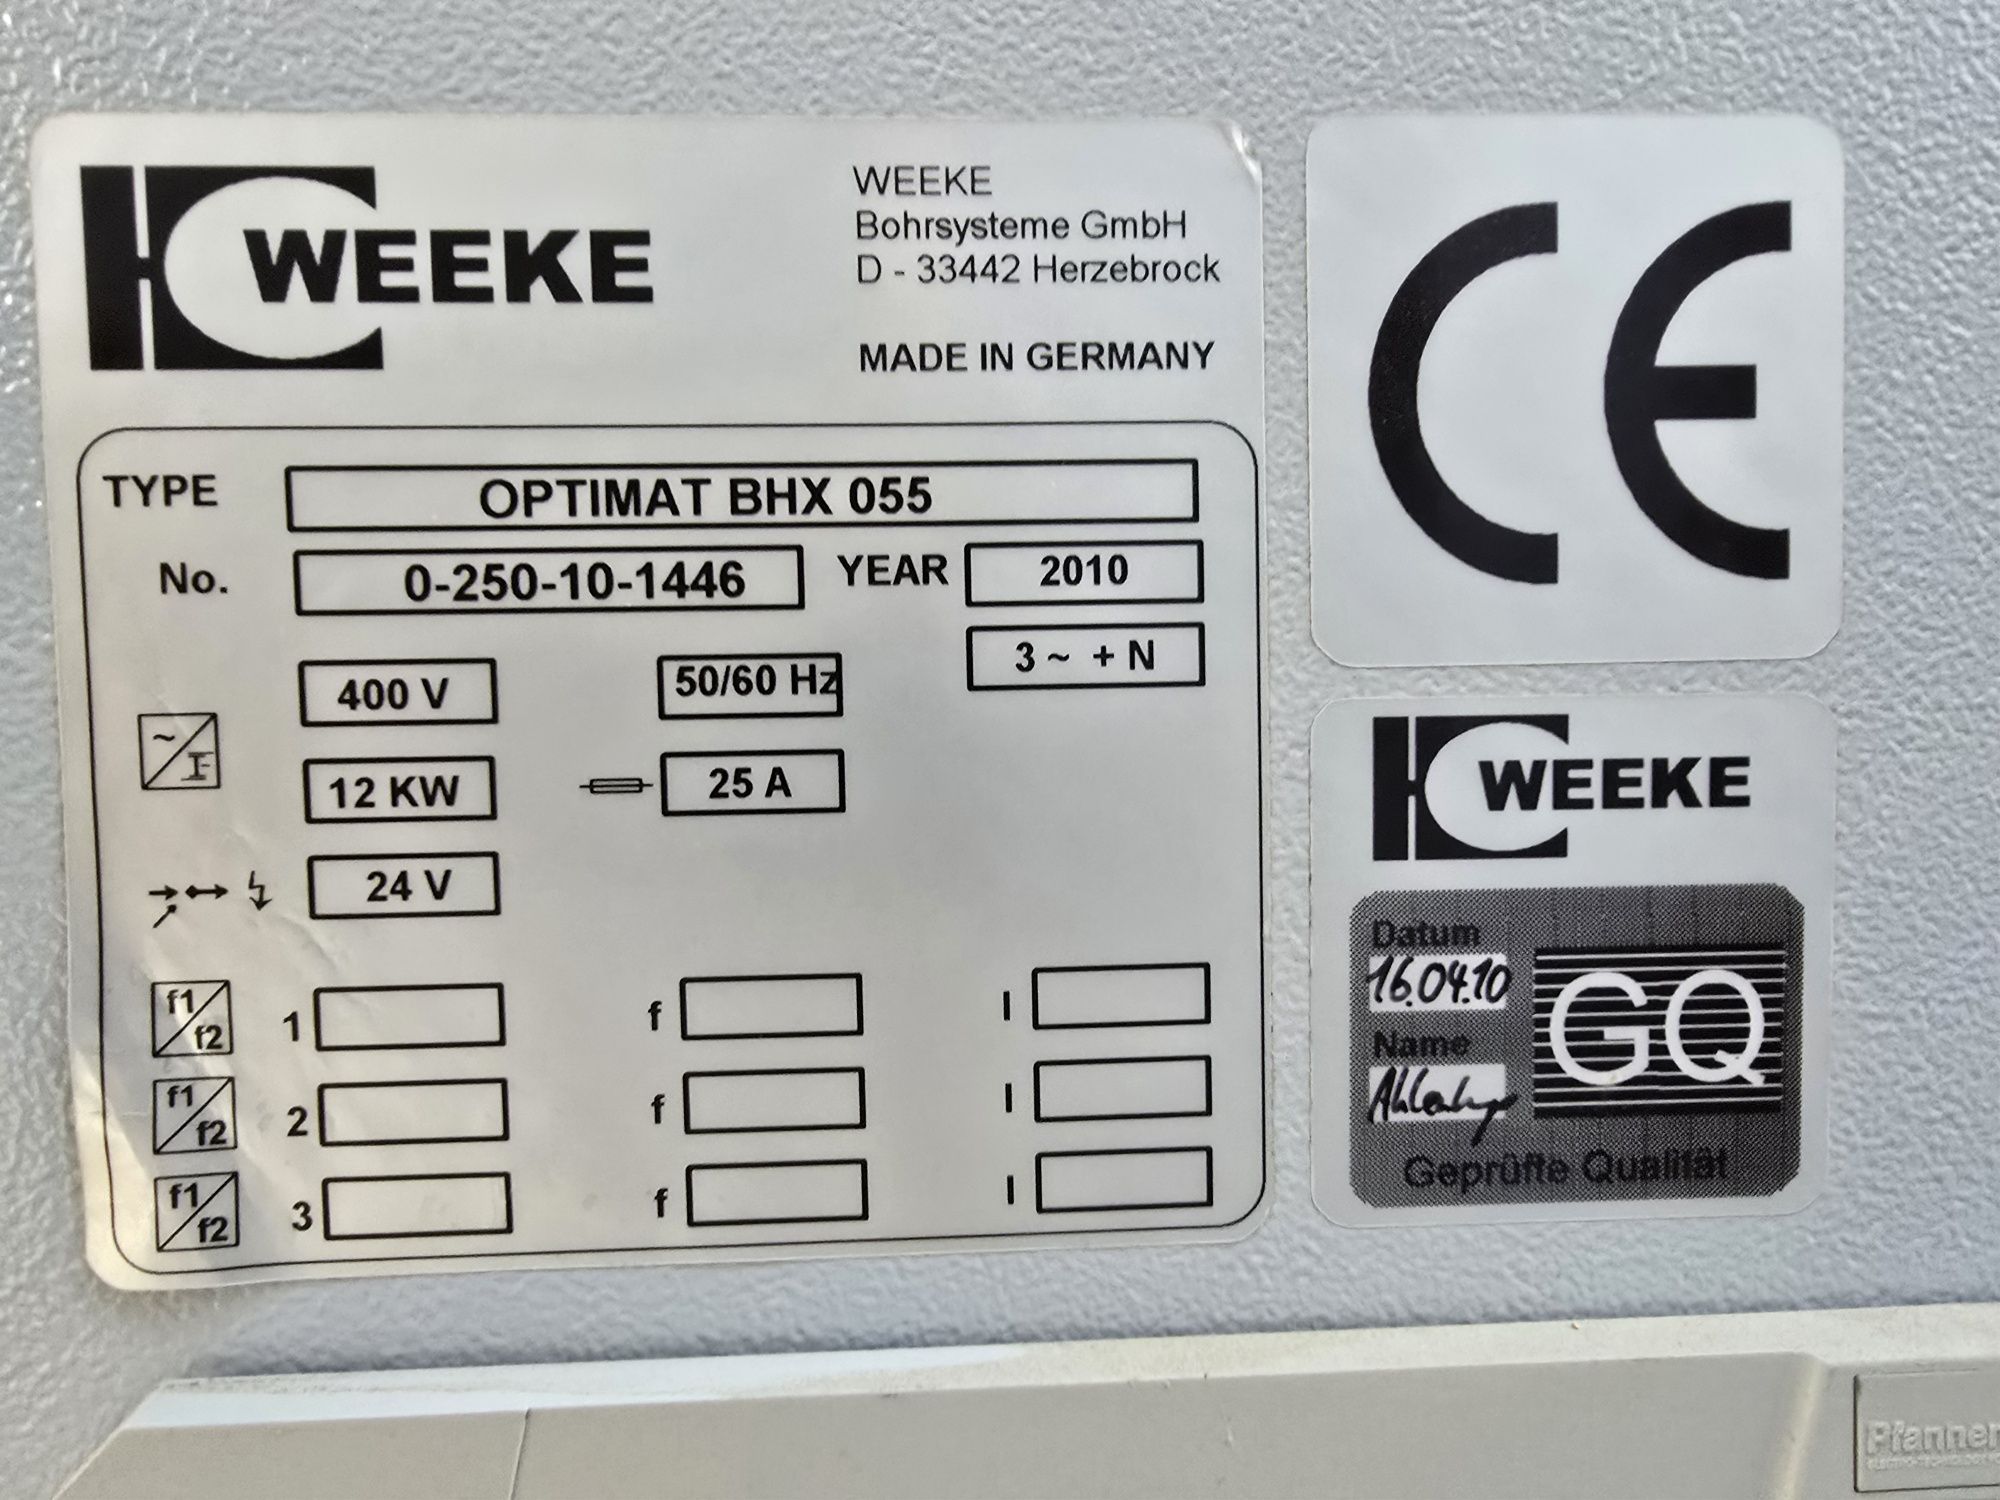 WEEKE
WEEKE
Bohrsysteme GmbH
D - 33442 Herzebrock
MADE IN GERMANY
TYPE OPTIMAT BHX 055
No. 0-250-10-1446 YEAR 2010
400 V 50/60 Hz 3 ~ + N
12 KW 25 A
24 V
f1/f2 1 f I
f1/f2 2 f I
f1/f2 3 f I
CE
WEEKE
Datum
16.04.10
Name
GQ
Geprüfte Qualität
Pfannen